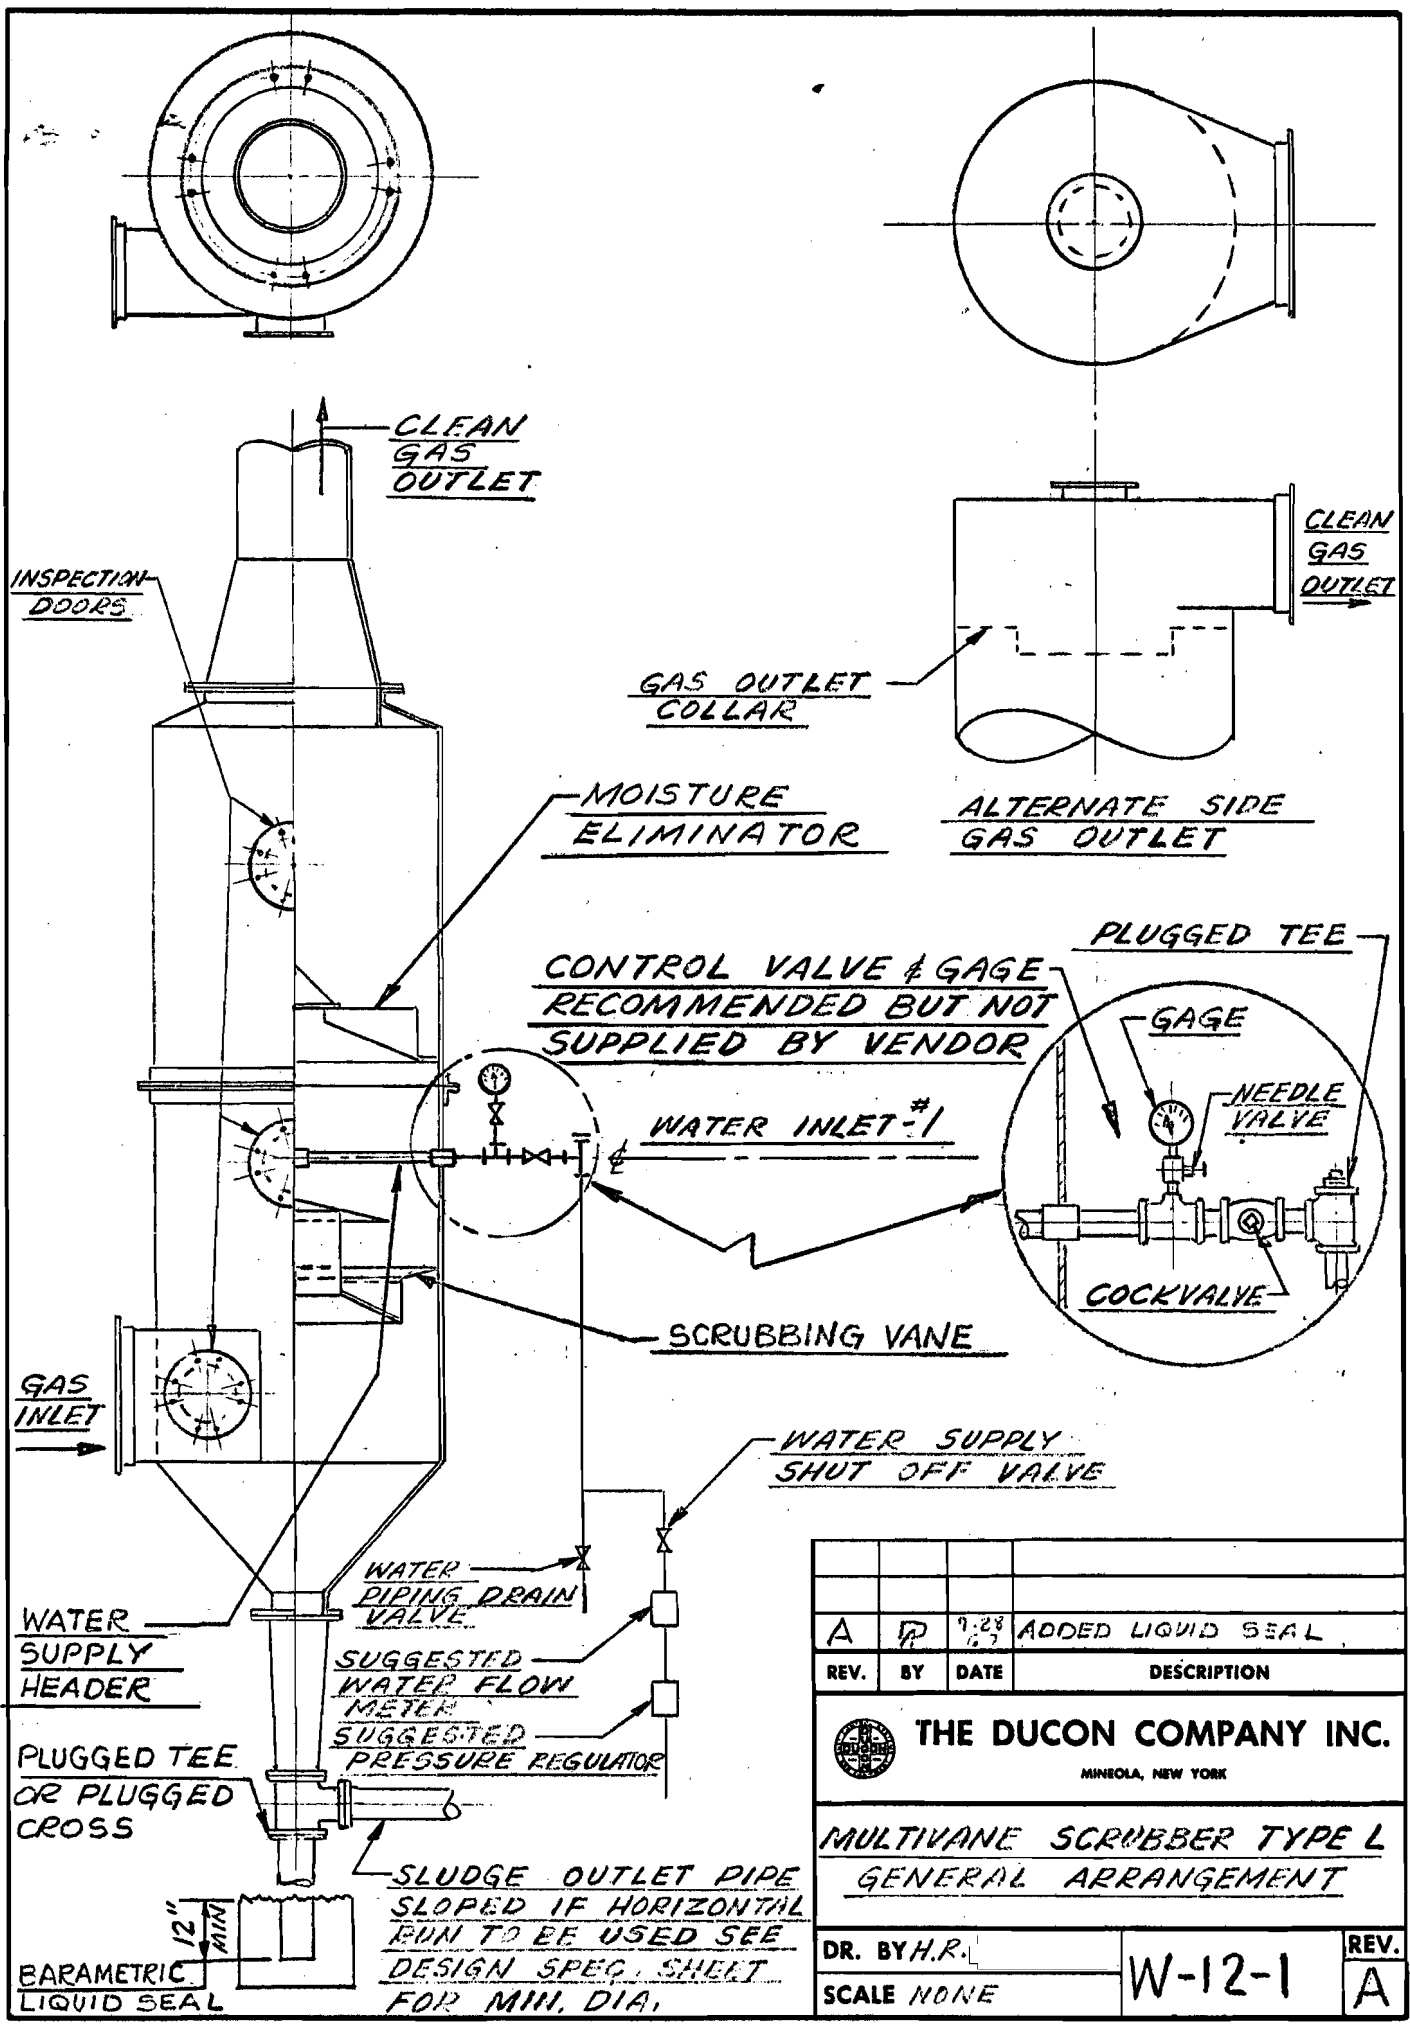 CLEAN
GAS
OUTLET
INSPECTION
DOORS
CLEAN
GAS
OUTLET
GAS OUTLET
COLLAR
MOISTURE
ELIMINATOR
ALTERNATE SIDE
GAS OUTLET
PLUGGED TEE
CONTROL VALVE & GAGE
RECOMMENDED BUT NOT
SUPPLIED BY VENDOR
GAGE
NEEDLE
VALVE
WATER INLET-#1
℄
COCKVALVE
SCRUBBING VANE
GAS
INLET
WATER SUPPLY
SHUT OFF VALVE
WATER
PIPING DRAIN
VALVE
WATER
SUPPLY
HEADER
SUGGESTED
WATER FLOW
METER
SUGGESTED
PRESSURE REGULATOR
PLUGGED TEE
OR PLUGGED
CROSS
SLUDGE OUTLET PIPE
SLOPED IF HORIZONTAL
RUN TO BE USED SEE
DESIGN SPEC. SHEET
FOR MIN. DIA.
12"
MIN
BARAMETRIC
LIQUID SEAL
A 9-28 67 ADDED LIQUID SEAL
REV. BY DATE DESCRIPTION
DUCON
THE DUCON COMPANY INC.
MINEOLA, NEW YORK
MULTIVANE SCRUBBER TYPE L
GENERAL ARRANGEMENT
DR. BY H.R.
SCALE NONE
W-12-1
REV.
A